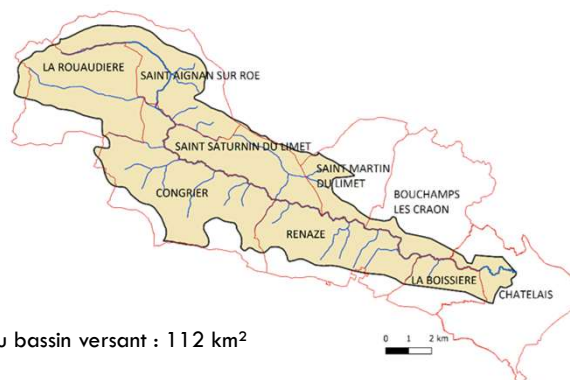 LA ROUAUDIERE
SAINT AIGNAN SUR ROE
SAINT SATURNIN DU LIMET
SAINT MARTIN
DU LIMET
CONGRIER
BOUCHAMPS
LES CRAON
RENAZE
LA BOISSIERE
CHATELAIS
u bassin versant : 112 km²
0 1 2 km